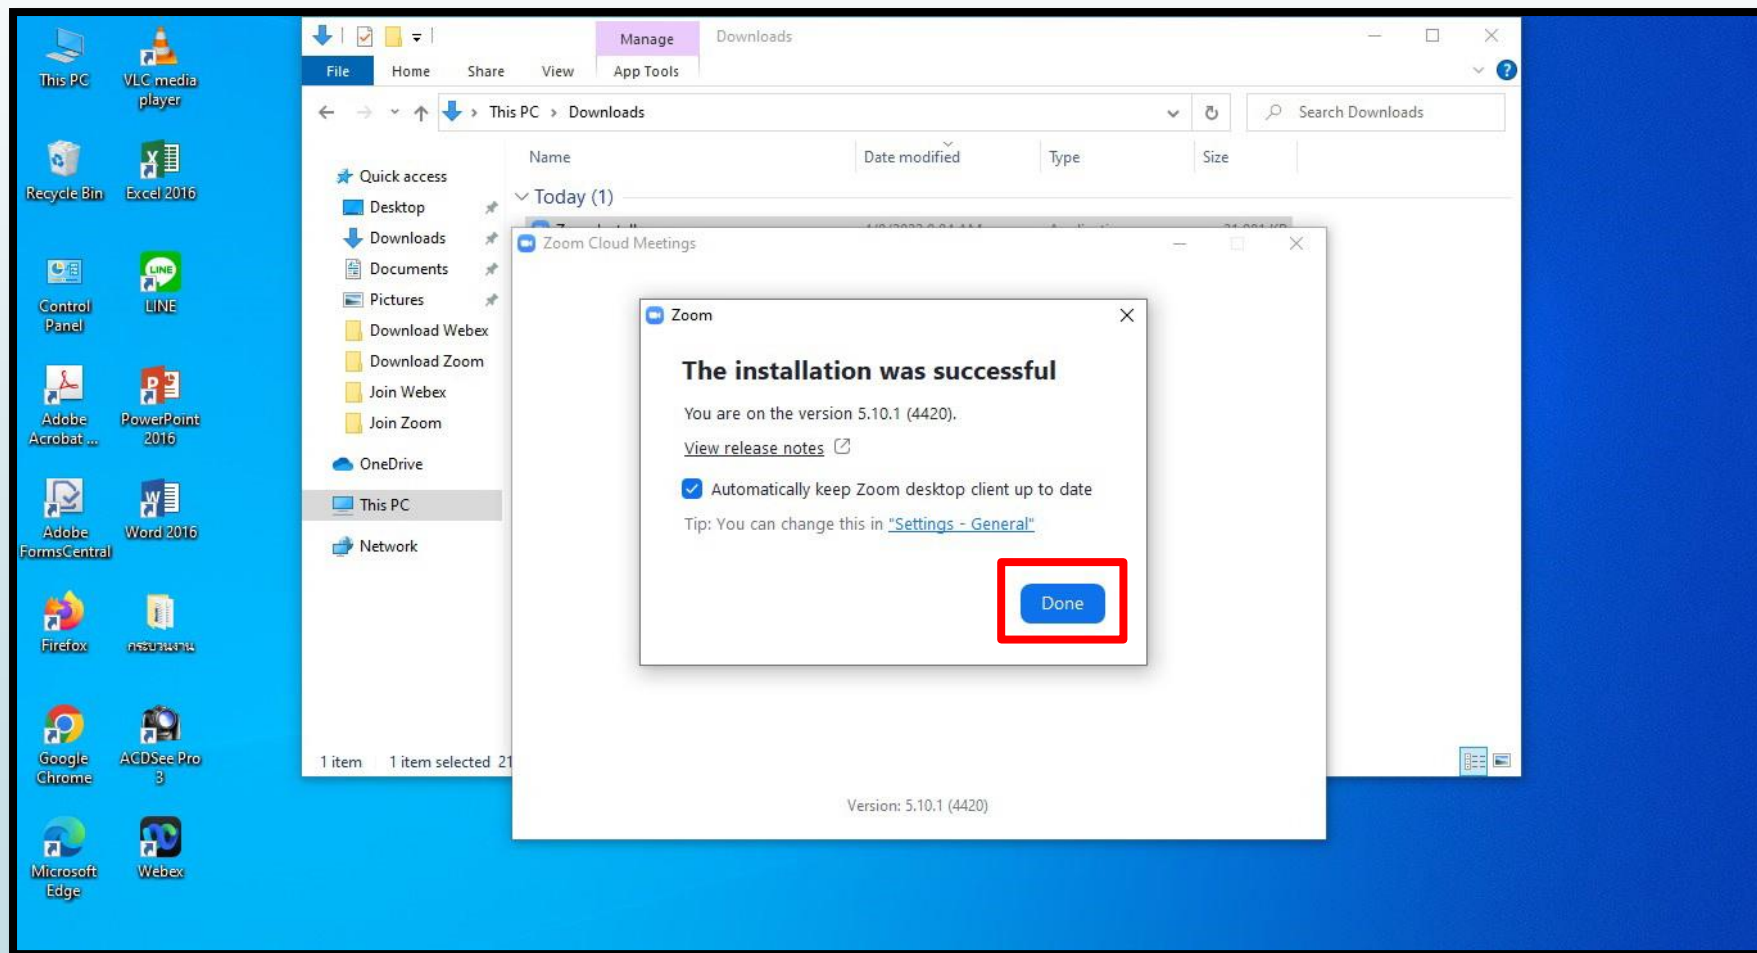 This PC
VLC media
player
Recycle Bin
Excel 2016
Control
Panel
LINE
LINE
Adobe
Acrobat ...
PowerPoint
2016
Adobe
FormsCentral
Word 2016
Firefox
กระบวนงาน
Google
Chrome
ACDSee Pro
3
Microsoft
Edge
Webex
Manage
Downloads
File
Home
Share
View
App Tools
This PC > Downloads
Search Downloads
Name
Date modified
Type
Size
Quick access
Desktop
Downloads
Documents
Pictures
Download Webex
Download Zoom
Join Webex
Join Zoom
OneDrive
This PC
Network
Today (1)
1 item
1 item selected 21
Zoom Cloud Meetings
Zoom
The installation was successful
You are on the version 5.10.1 (4420).
View release notes
Automatically keep Zoom desktop client up to date
Tip: You can change this in "Settings - General"
Done
Version: 5.10.1 (4420)